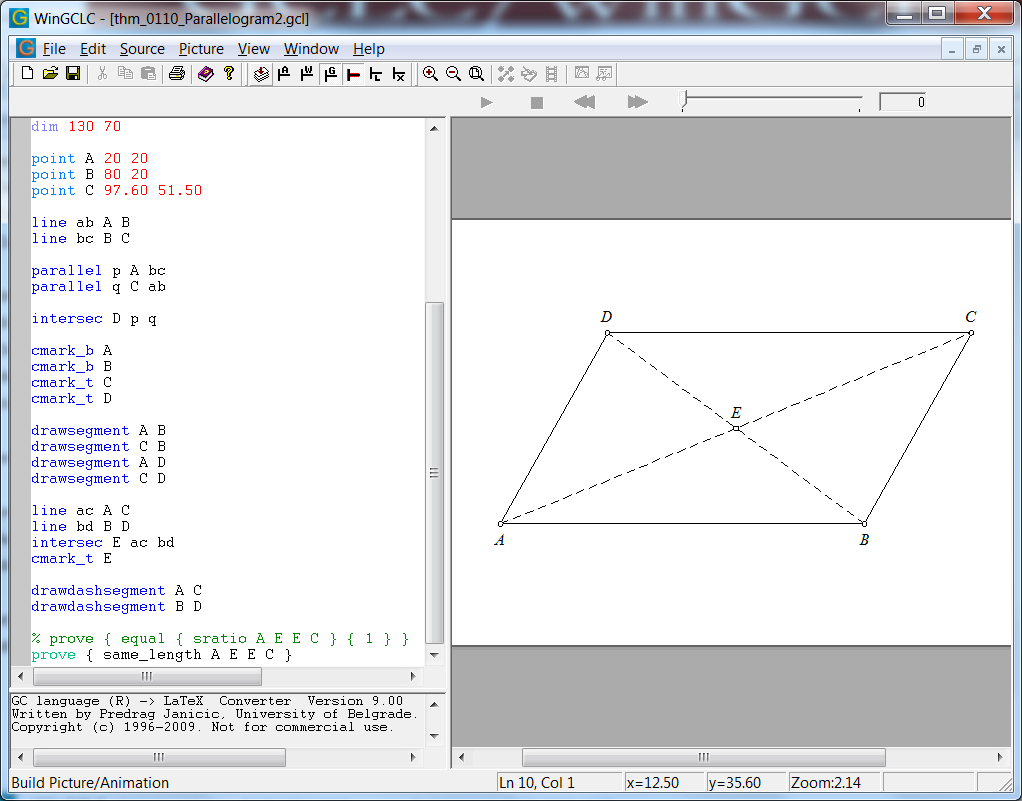 WinGCLC - [thm_0110_Parallelogram2.gcl]
File Edit Source Picture View Window Help
0
dim 130 70
point A 20 20
point B 80 20
point C 97.60 51.50
line ab A B
line bc B C
parallel p A bc
parallel q C ab
intersec D p q
cmark_b A
cmark_b B
cmark_t C
cmark_t D
drawsegment A B
drawsegment C B
drawsegment A D
drawsegment C D
line ac A C
line bd B D
intersec E ac bd
cmark_t E
drawdashsegment A C
drawdashsegment B D
% prove { equal { sratio A E E C } { 1 } }
prove { same_length A E E C }
D C
E
A B
GC language (R) -> LaTeX Converter Version 9.00
Written by Predrag Janicic, University of Belgrade.
Copyright (c) 1996-2009. Not for commercial use.
Build Picture/Animation Ln 10, Col 1 x=12.50 y=35.60 Zoom:2.14